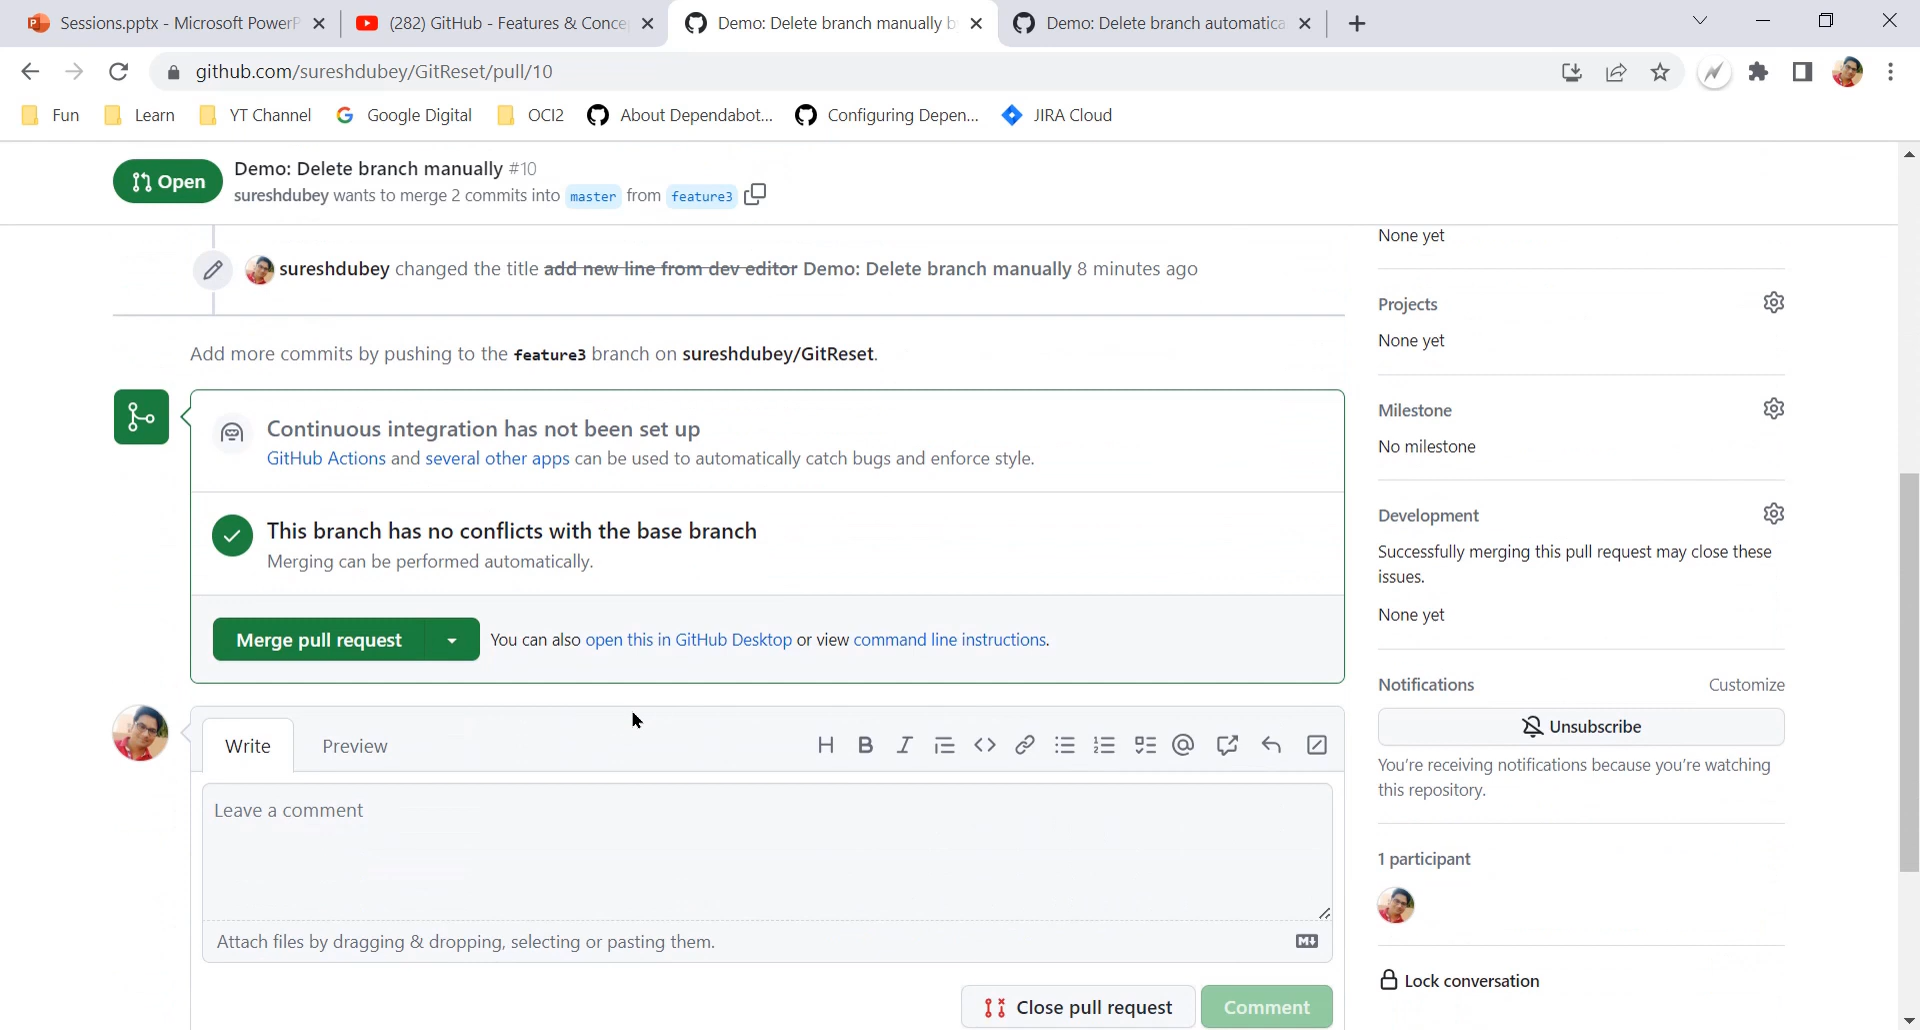 Sessions.pptx - Microsoft PowerP
(282) GitHub - Features & Conce
Demo: Delete branch manually b
Demo: Delete branch automatica
github.com/sureshdubey/GitReset/pull/10
Fun
Learn
YT Channel
Google Digital
OCI2
About Dependabot...
Configuring Depen...
JIRA Cloud
Open
Demo: Delete branch manually #10
sureshdubey wants to merge 2 commits into master from feature3
sureshdubey changed the title add new line from dev editor Demo: Delete branch manually 8 minutes ago
Add more commits by pushing to the feature3 branch on sureshdubey/GitReset.
Continuous integration has not been set up
GitHub Actions and several other apps can be used to automatically catch bugs and enforce style.
This branch has no conflicts with the base branch
Merging can be performed automatically.
Merge pull request
You can also open this in GitHub Desktop or view command line instructions.
Write
Preview
Leave a comment
Attach files by dragging & dropping, selecting or pasting them.
Close pull request
Comment
None yet
Projects
None yet
Milestone
No milestone
Development
Successfully merging this pull request may close these
issues.
None yet
Notifications
Customize
Unsubscribe
You're receiving notifications because you're watching
this repository.
1 participant
Lock conversation